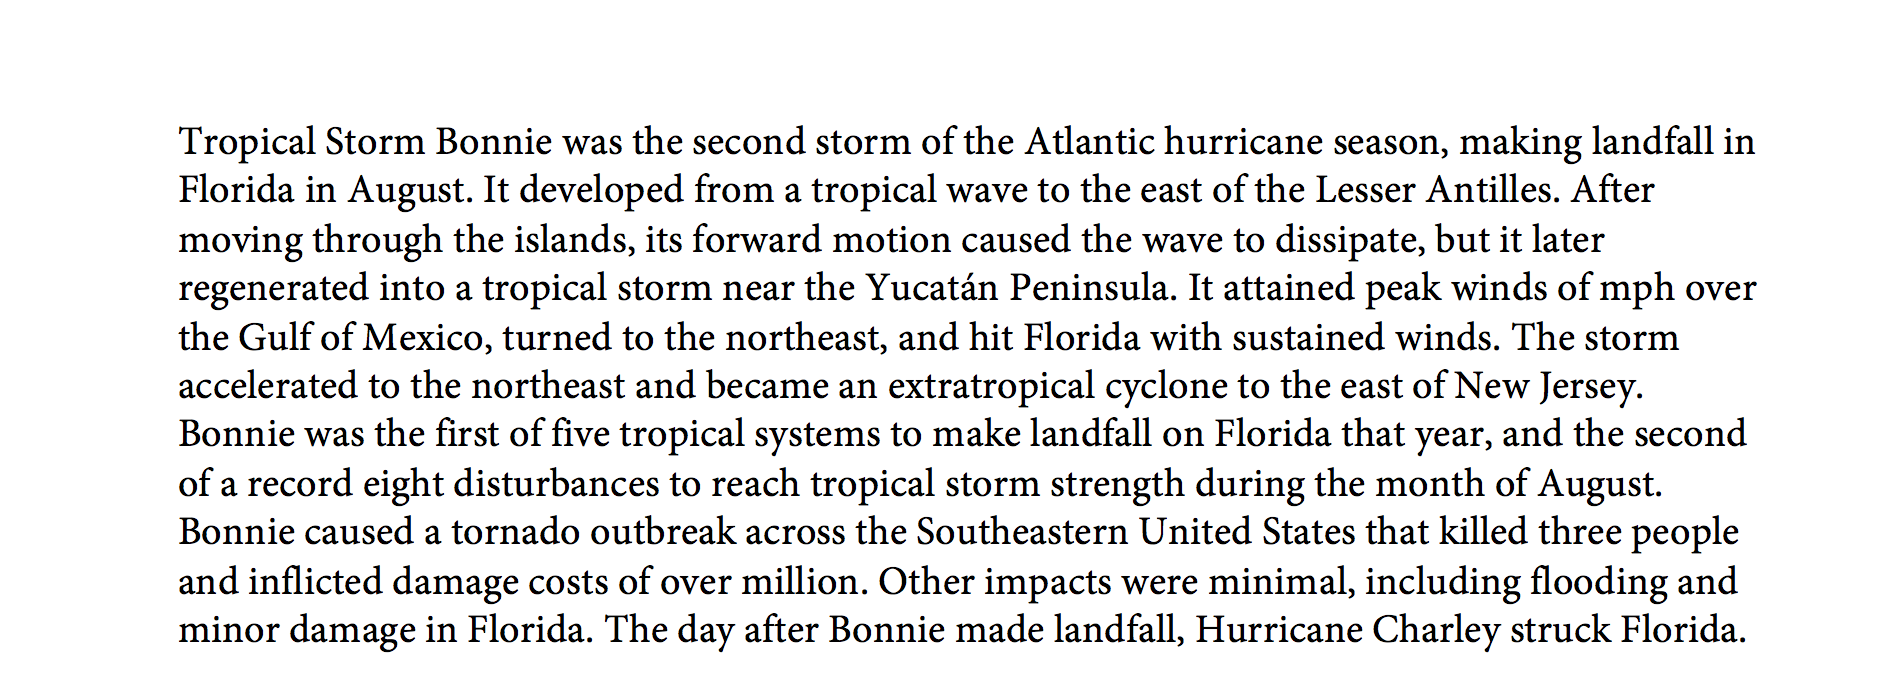 Tropical Storm Bonnie was the second storm of the Atlantic hurricane season, making landfall in
Florida in August. It developed from a tropical wave to the east of the Lesser Antilles. After
moving through the islands, its forward motion caused the wave to dissipate, but it later
regenerated into a tropical storm near the Yucatán Peninsula. It attained peak winds of mph over
the Gulf of Mexico, turned to the northeast, and hit Florida with sustained winds. The storm
accelerated to the northeast and became an extratropical cyclone to the east of New Jersey.
Bonnie was the first of five tropical systems to make landfall on Florida that year, and the second
of a record eight disturbances to reach tropical storm strength during the month of August.
Bonnie caused a tornado outbreak across the Southeastern United States that killed three people
and inflicted damage costs of over million. Other impacts were minimal, including flooding and
minor damage in Florida. The day after Bonnie made landfall, Hurricane Charley struck Florida.